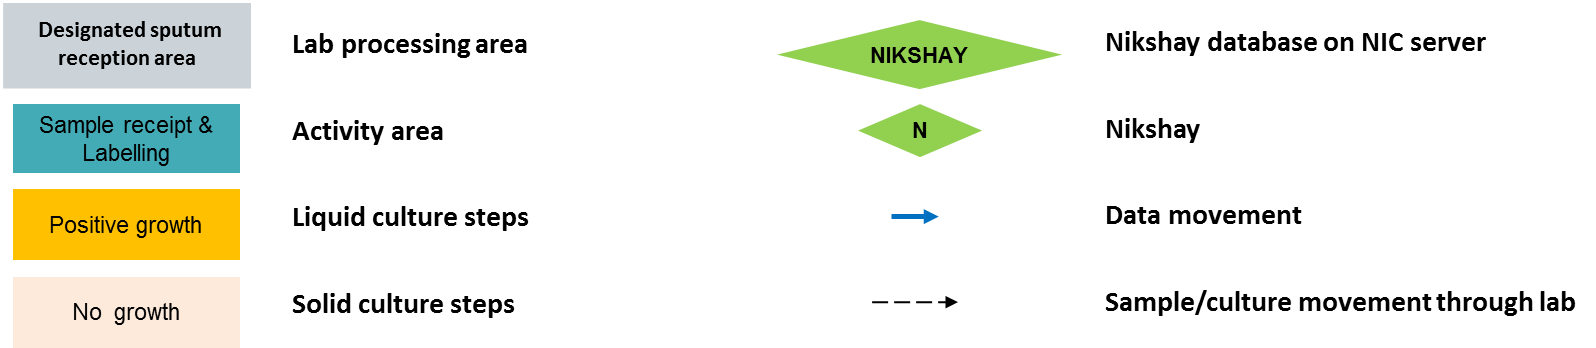 Designated sputum
reception area
Lab processing area
NIKSHAY
Nikshay database on NIC server
Sample receipt &
Labelling
Activity area
N
Nikshay
Positive growth
Liquid culture steps
Data movement
No growth
Solid culture steps
Sample/culture movement through lab